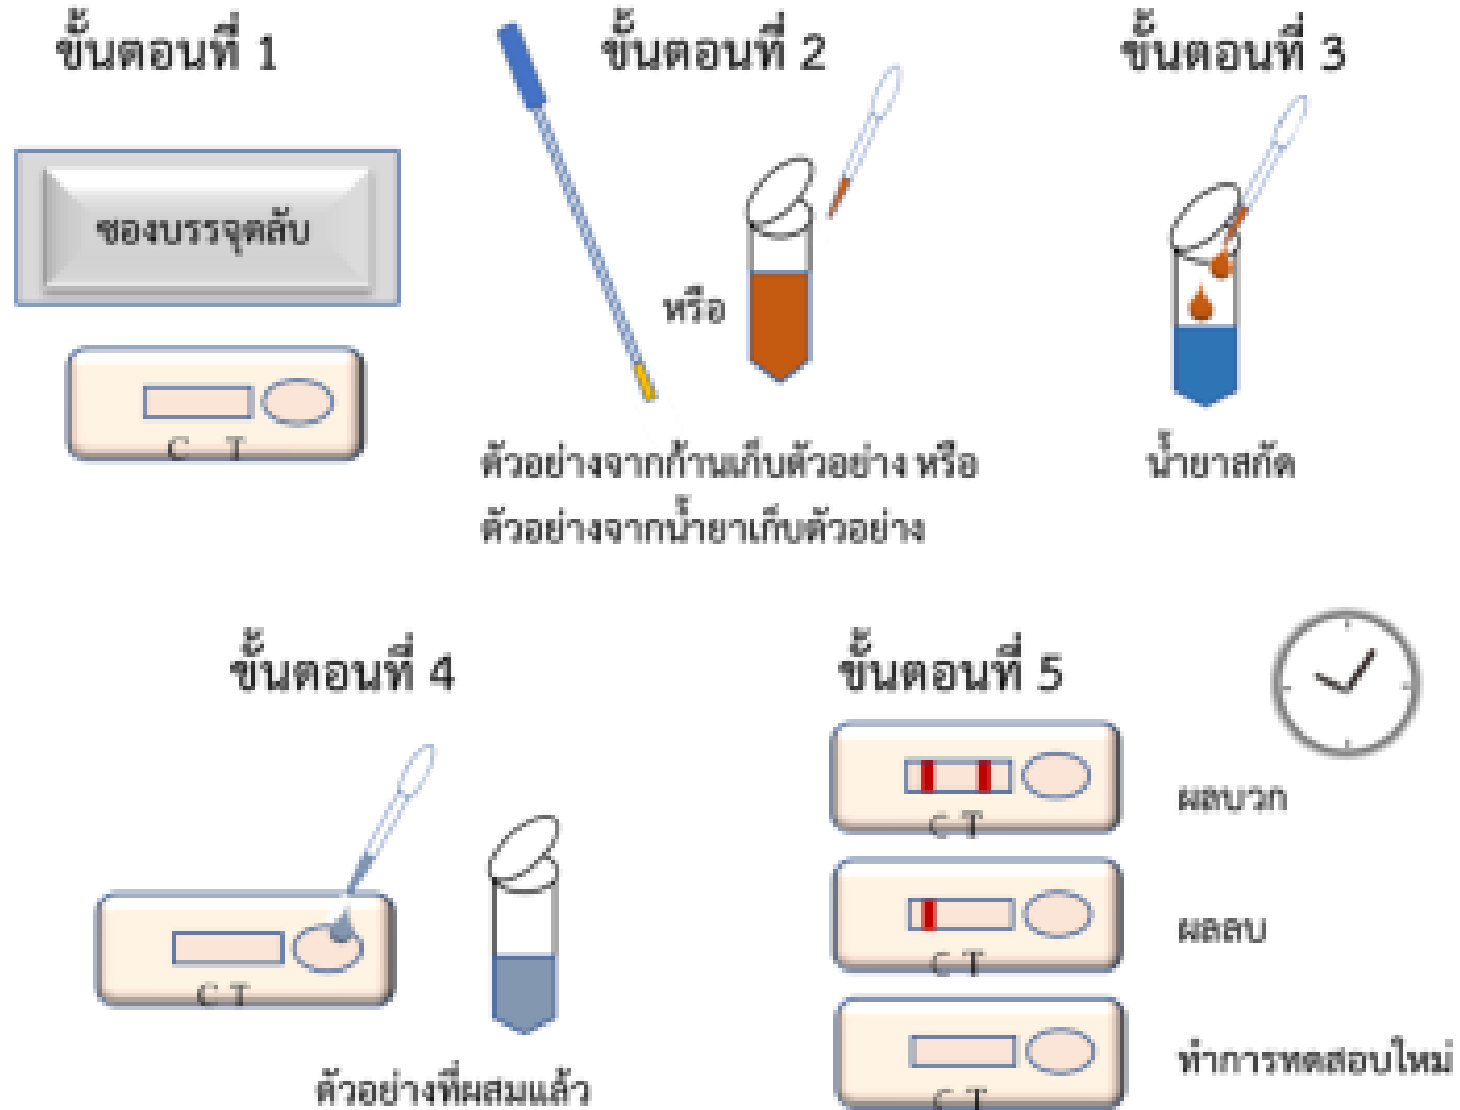 ขั้นตอนที่ 1
ซองบรรจุตลับ
C T
ขั้นตอนที่ 2
หรือ
ตัวอย่างจากก้านเก็บตัวอย่าง หรือ
ตัวอย่างจากน้ำยาเก็บตัวอย่าง
ขั้นตอนที่ 3
น้ำยาสกัด
ขั้นตอนที่ 4
C T
ตัวอย่างที่ผสมแล้ว
ขั้นตอนที่ 5
C T
ผลบวก
C T
ผลลบ
C T
ทำการทดสอบใหม่